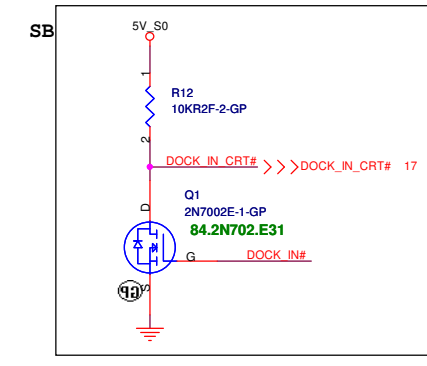 SB
5V_S0
1
R12
10KR2F-2-GP
2
DOCK_IN_CRT#
DOCK_IN_CRT# 17
D
Q1
2N7002E-1-GP
84.2N702.E31
G
DOCK_IN#
S
GP